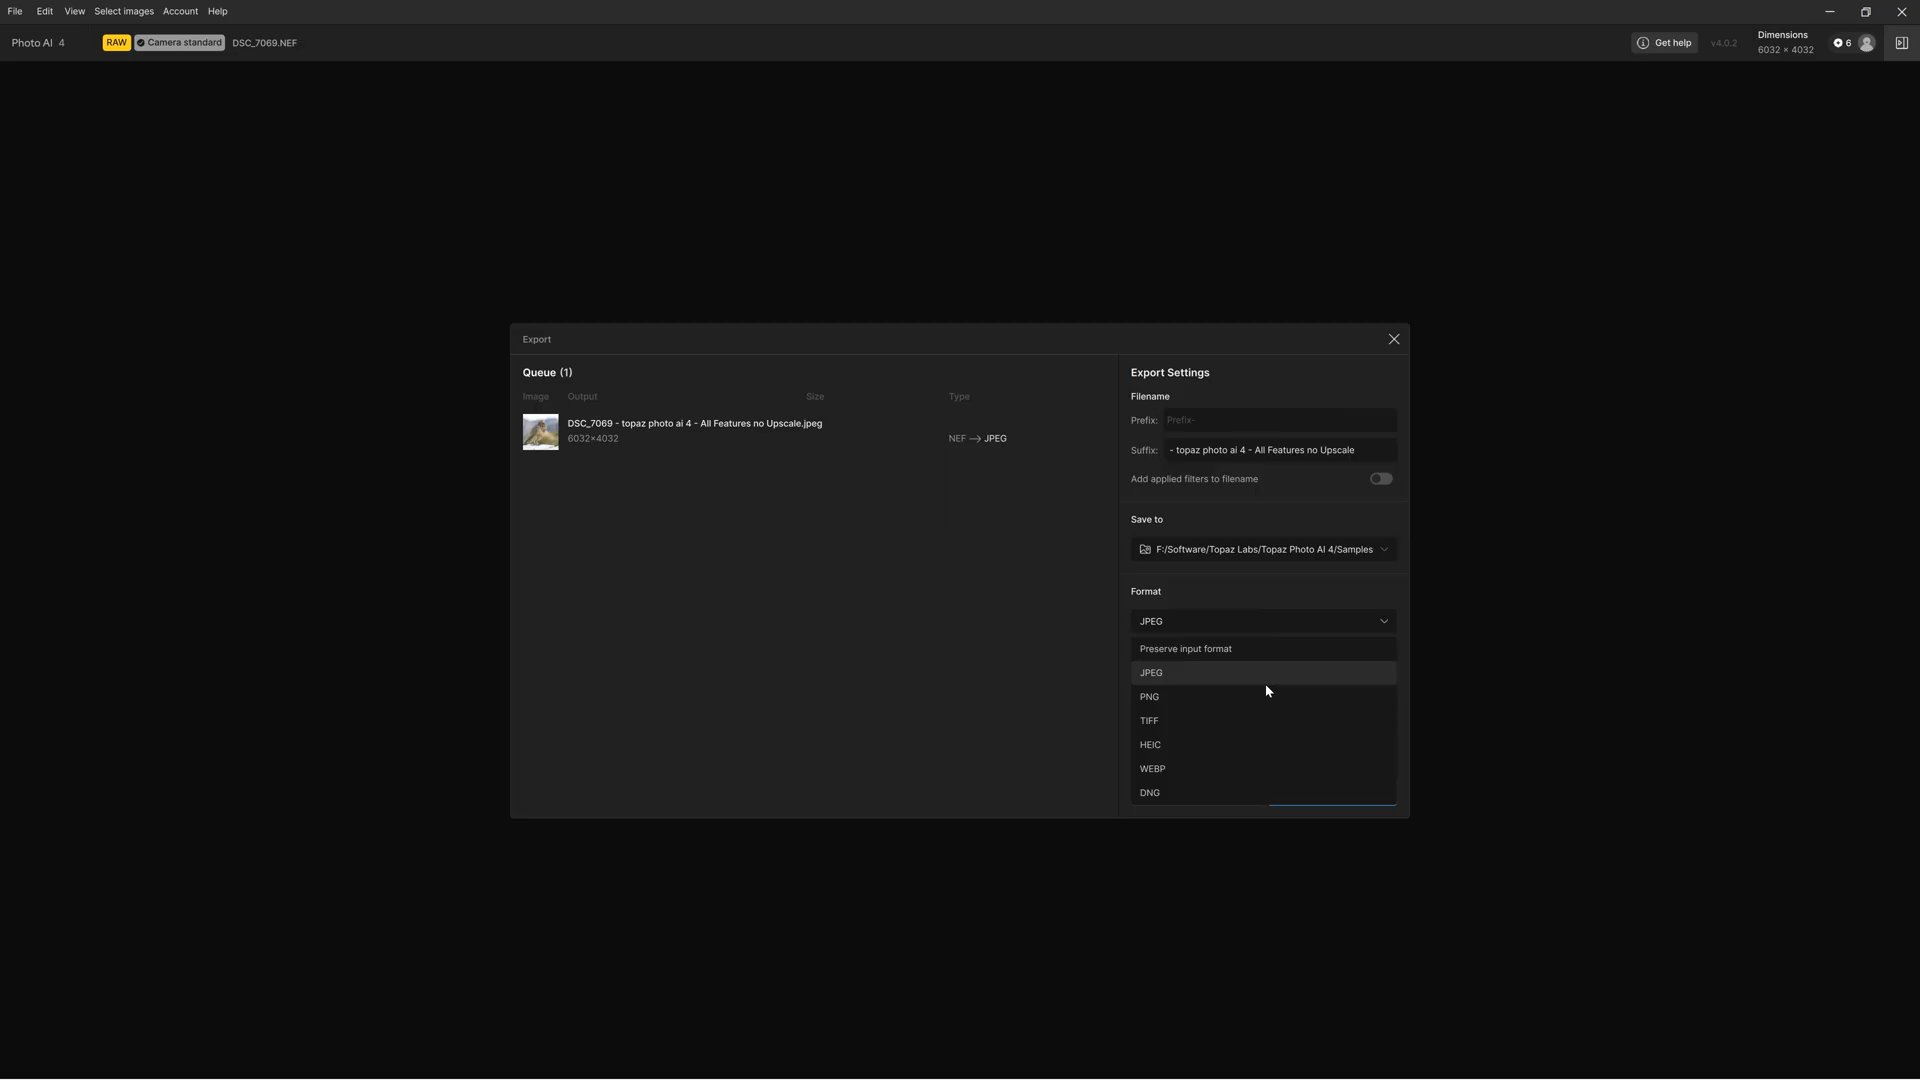 File Edit View Select images Account Help
Photo AI 4 RAW Camera standard DSC_7069.NEF Get help v4.0.2 Dimensions 6032 × 4032 6
Export
Queue (1)
Image Output Size Type
DSC_7069 - topaz photo ai 4 - All Features no Upscale.jpeg
6032×4032 NEF → JPEG
Export Settings
Filename
Prefix: Prefix-
Suffix: - topaz photo ai 4 - All Features no Upscale
Add applied filters to filename
Save to
F:/Software/Topaz Labs/Topaz Photo AI 4/Samples
Format
JPEG
Preserve input format
JPEG
PNG
TIFF
HEIC
WEBP
DNG